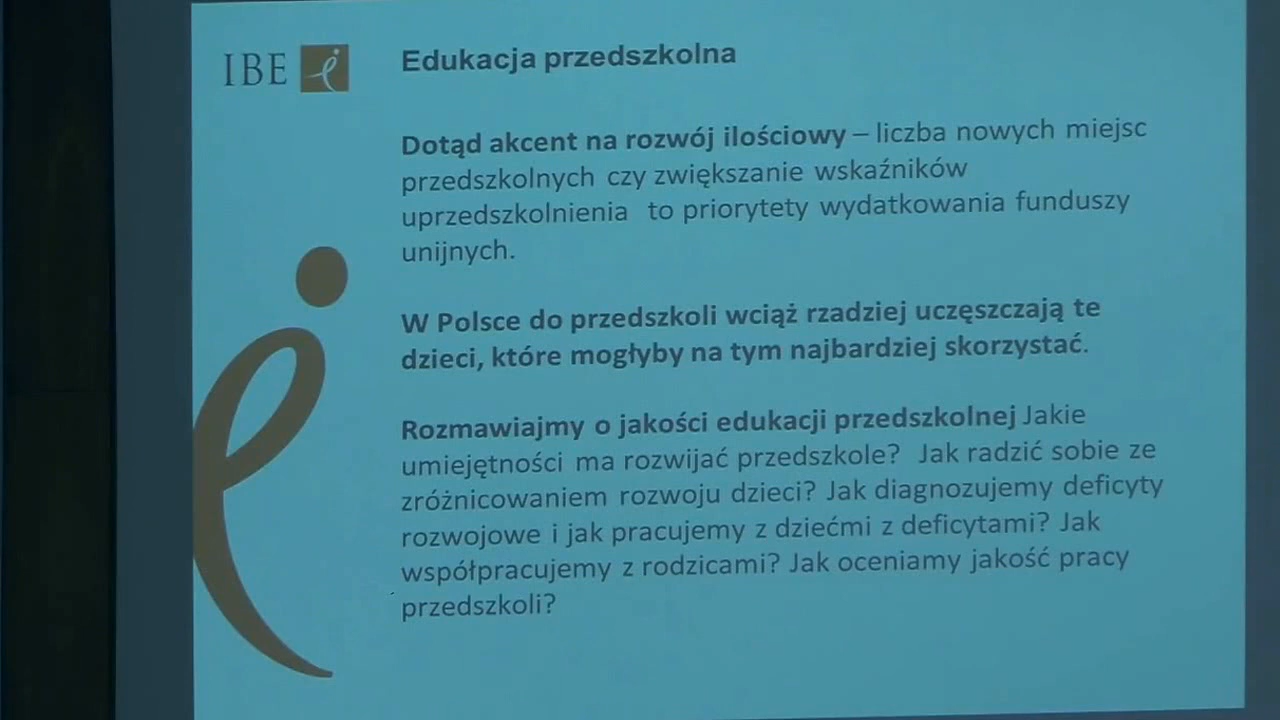 IBE
Edukacja przedszkolna
Dotąd akcent na rozwój ilościowy – liczba nowych miejsc
przedszkolnych czy zwiększanie wskaźników
uprzedszkolnienia to priorytety wydatkowania funduszy
unijnych.
W Polsce do przedszkoli wciąż rzadziej uczęszczają te
dzieci, które mogłyby na tym najbardziej skorzystać.
Rozmawiajmy o jakości edukacji przedszkolnej Jakie
umiejętności ma rozwijać przedszkole? Jak radzić sobie ze
zróżnicowaniem rozwoju dzieci? Jak diagnozujemy deficyty
rozwojowe i jak pracujemy z dziećmi z deficytami? Jak
współpracujemy z rodzicami? Jak oceniamy jakość pracy
przedszkoli?